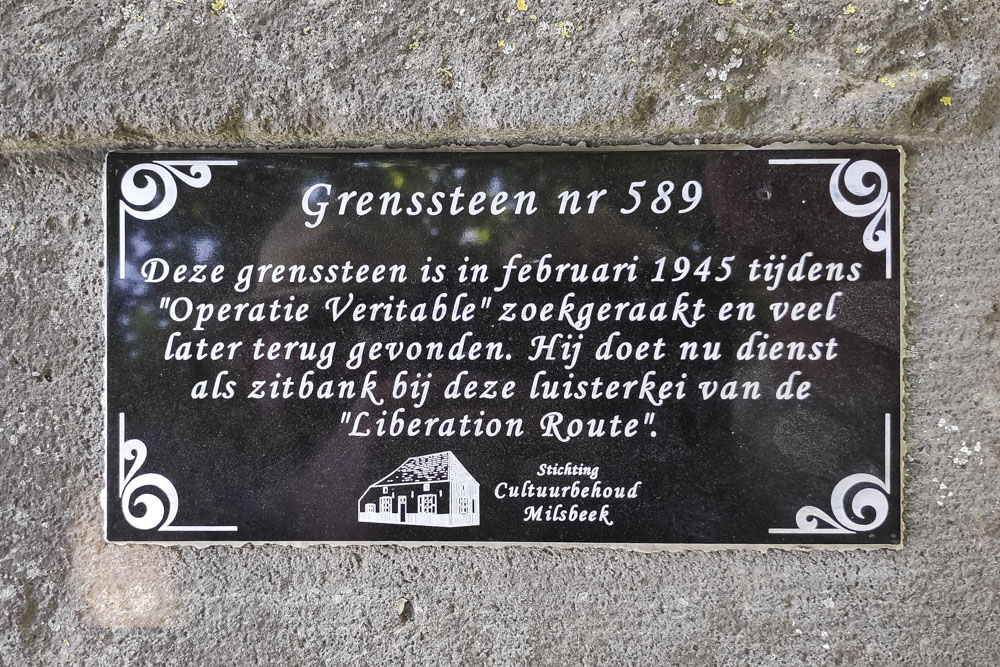 Grenssteen nr 589
Deze grenssteen is in februari 1945 tijdens
"Operatie Veritable" zoekgeraakt en veel
later terug gevonden. Hij doet nu dienst
als zitbank bij deze luisterkei van de
"Liberation Route".
Stichting
Cultuurbehoud
Milsbeek